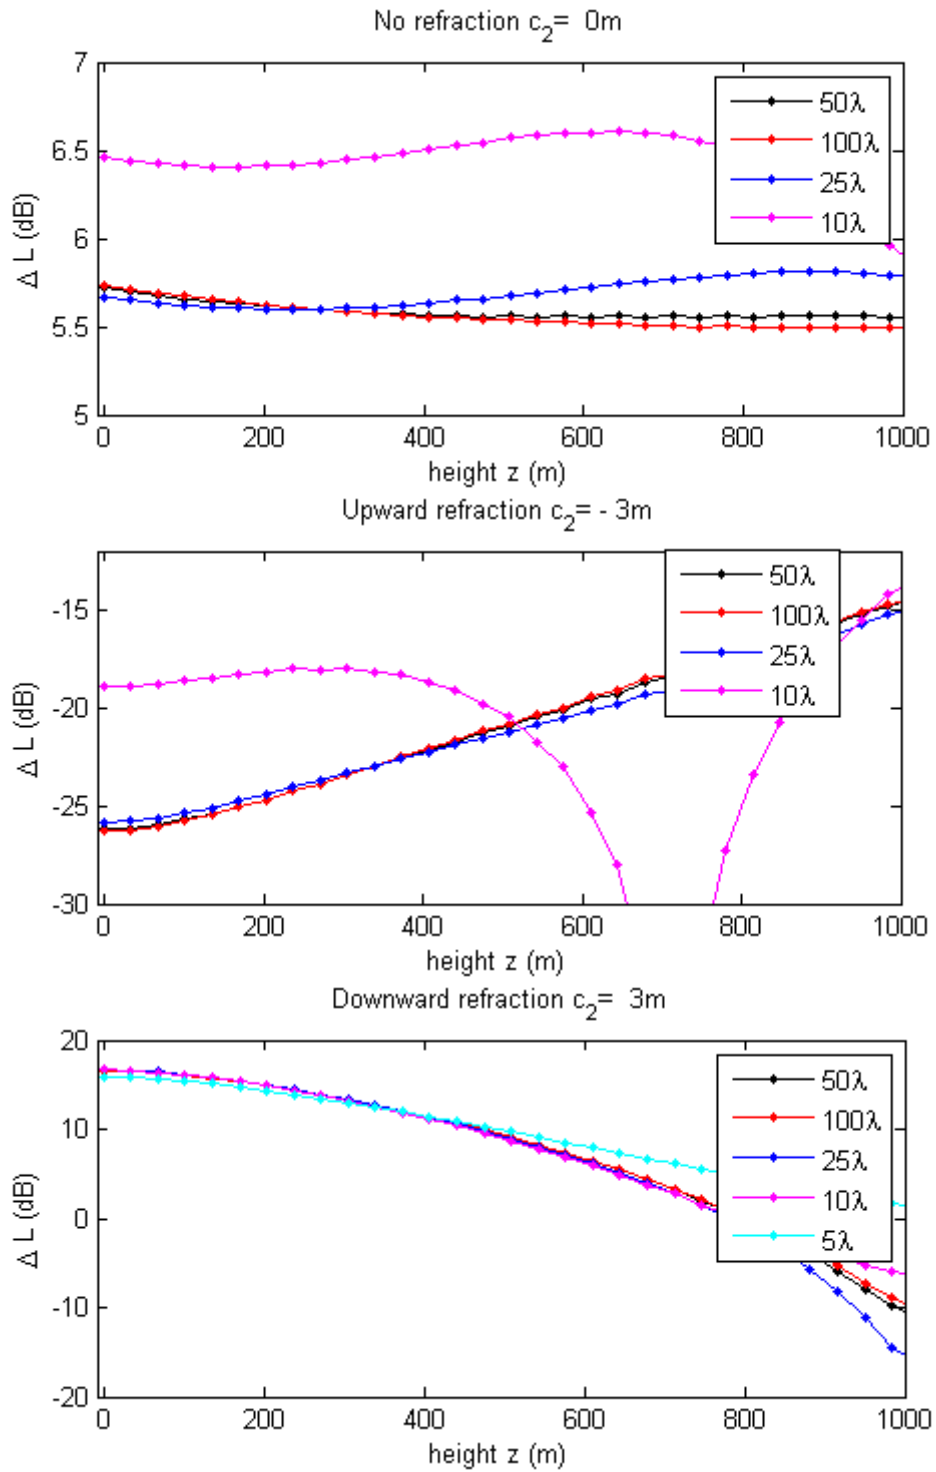 No refraction c₂= 0m
7
6.5
6
5.5
5
Δ L (dB)
50λ
100λ
25λ
10λ
0 200 400 600 800 1000
height z (m)
Upward refraction c₂= - 3m
-15
-20
-25
-30
Δ L (dB)
50λ
100λ
25λ
10λ
0 200 400 600 800 1000
height z (m)
Downward refraction c₂= 3m
20
10
0
-10
-20
Δ L (dB)
50λ
100λ
25λ
10λ
5λ
0 200 400 600 800 1000
height z (m)